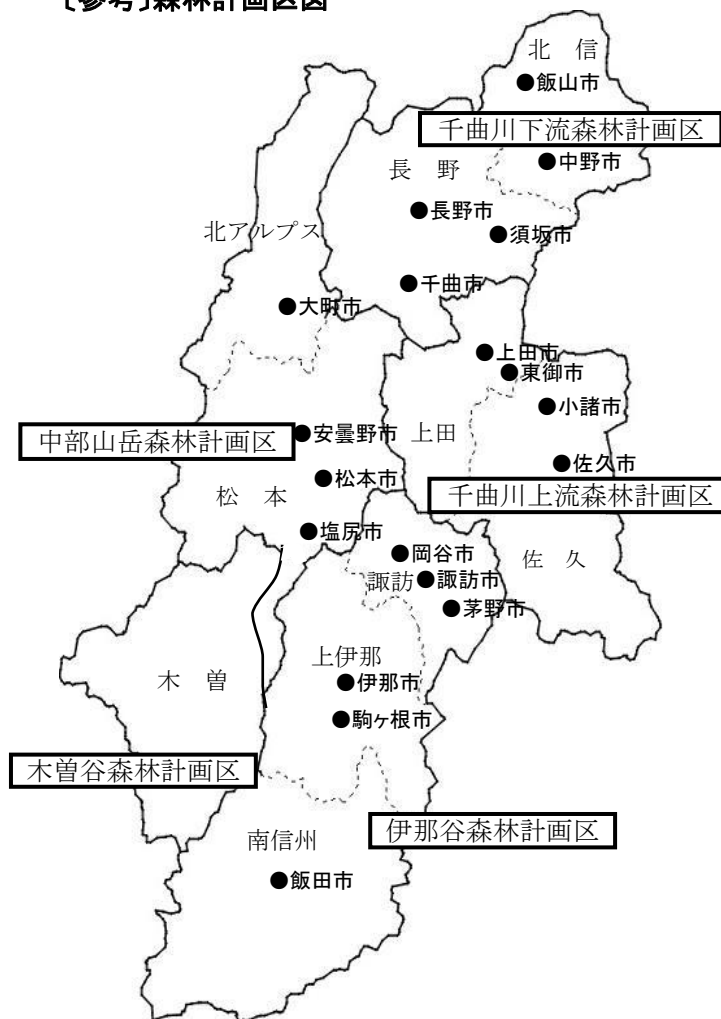 〔参考〕森林計画区図
北 信
●飯山市
千曲川下流森林計画区
●中野市
長 野
●長野市
●須坂市
北アルプス
●千曲市
●大町市
●上田市
●東御市
●小諸市
中部山岳森林計画区
●安曇野市
上田
●佐久市
●松本市
松 本
千曲川上流森林計画区
●塩尻市
●岡谷市
佐 久
諏訪
●諏訪市
●茅野市
上伊那
木 曽
●伊那市
●駒ヶ根市
木曽谷森林計画区
伊那谷森林計画区
南信州
●飯田市